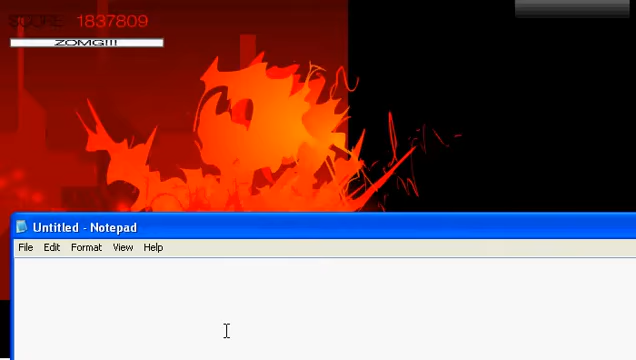 SCORE 1837809
ZOMG!!!
Untitled - Notepad
File Edit Format View Help